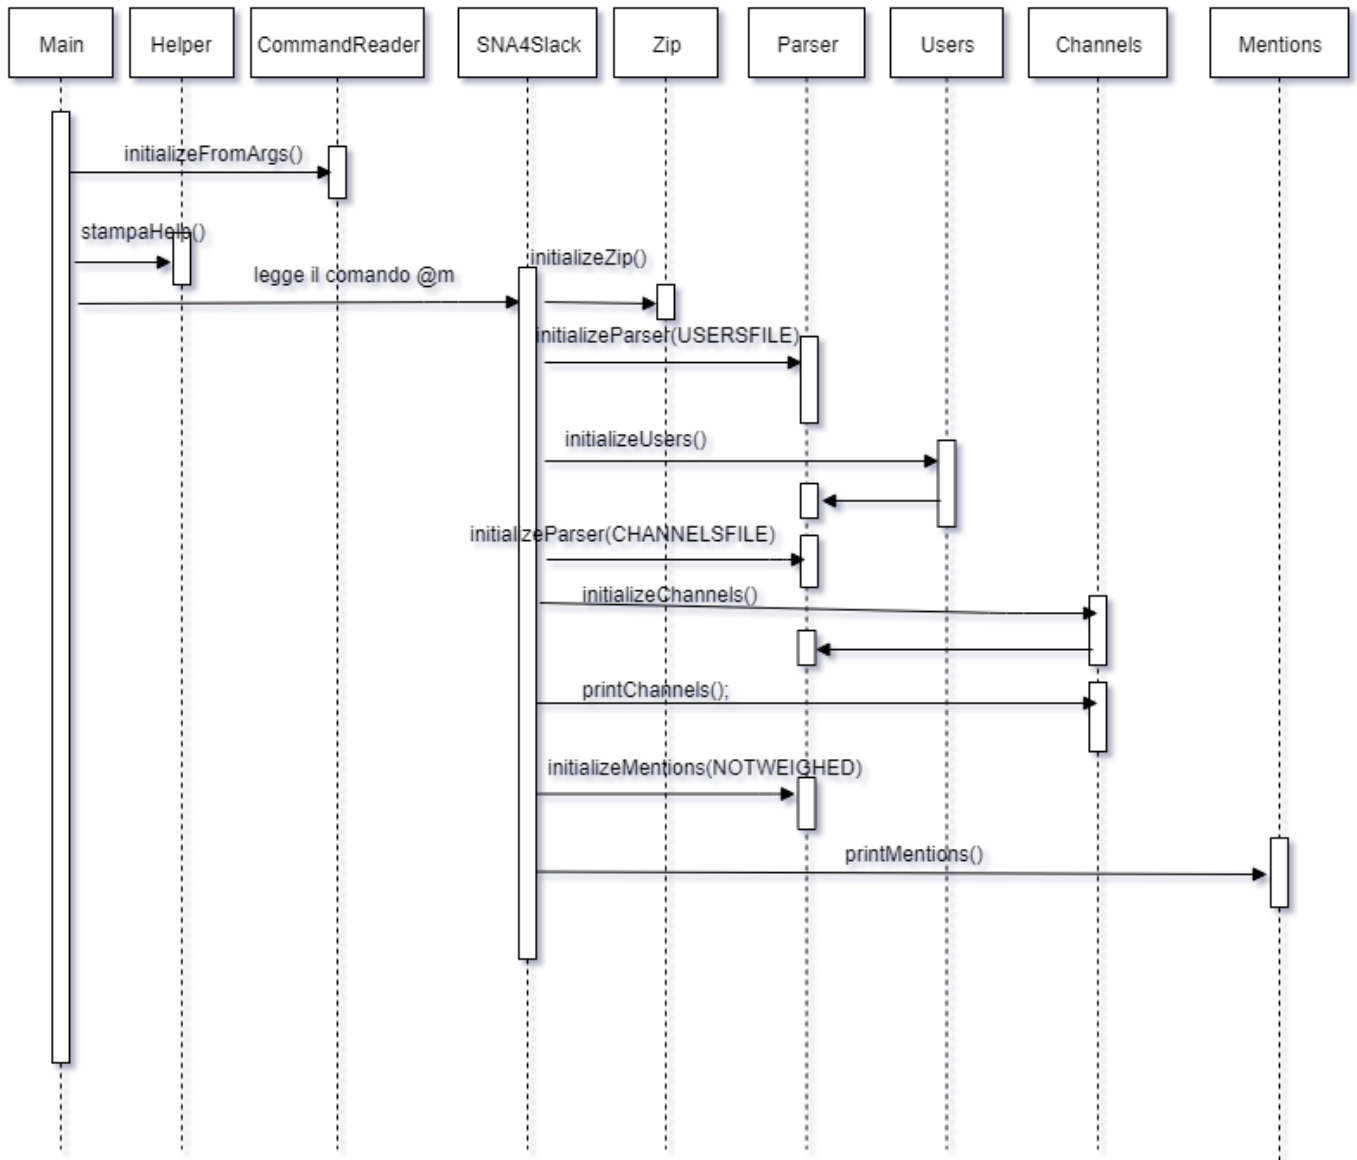 Main
Helper
CommandReader
SNA4Slack
Zip
Parser
Users
Channels
Mentions
initializeFromArgs()
stampaHelp()
initializeZip()
legge il comando @m
initializeParser(USERSFILE)
initializeUsers()
initializeParser(CHANNELSFILE)
initializeChannels()
printChannels();
initializeMentions(NOTWEIGHED)
printMentions()